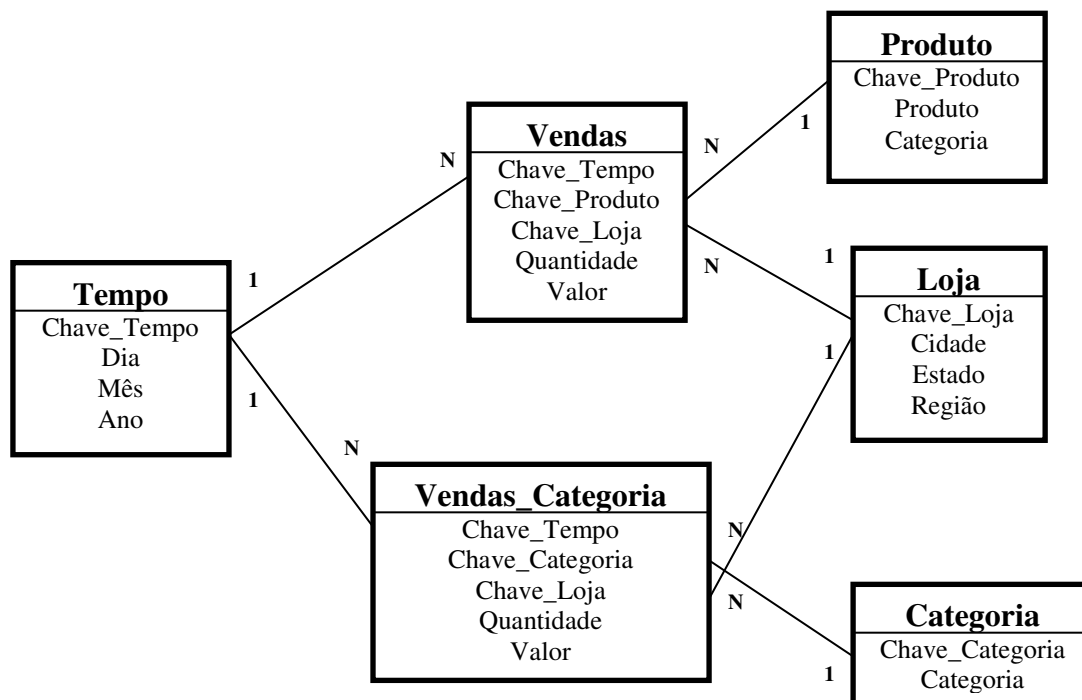 Produto
Chave_Produto
Produto
Categoria
1
N
Vendas
Chave_Tempo
Chave_Produto
Chave_Loja
Quantidade
Valor
N
N
1
Loja
Chave_Loja
Cidade
Estado
Região
1
1
Tempo
Chave_Tempo
Dia
Mês
Ano
1
N
Vendas_Categoria
Chave_Tempo
Chave_Categoria
Chave_Loja
Quantidade
Valor
N
N
1
Categoria
Chave_Categoria
Categoria